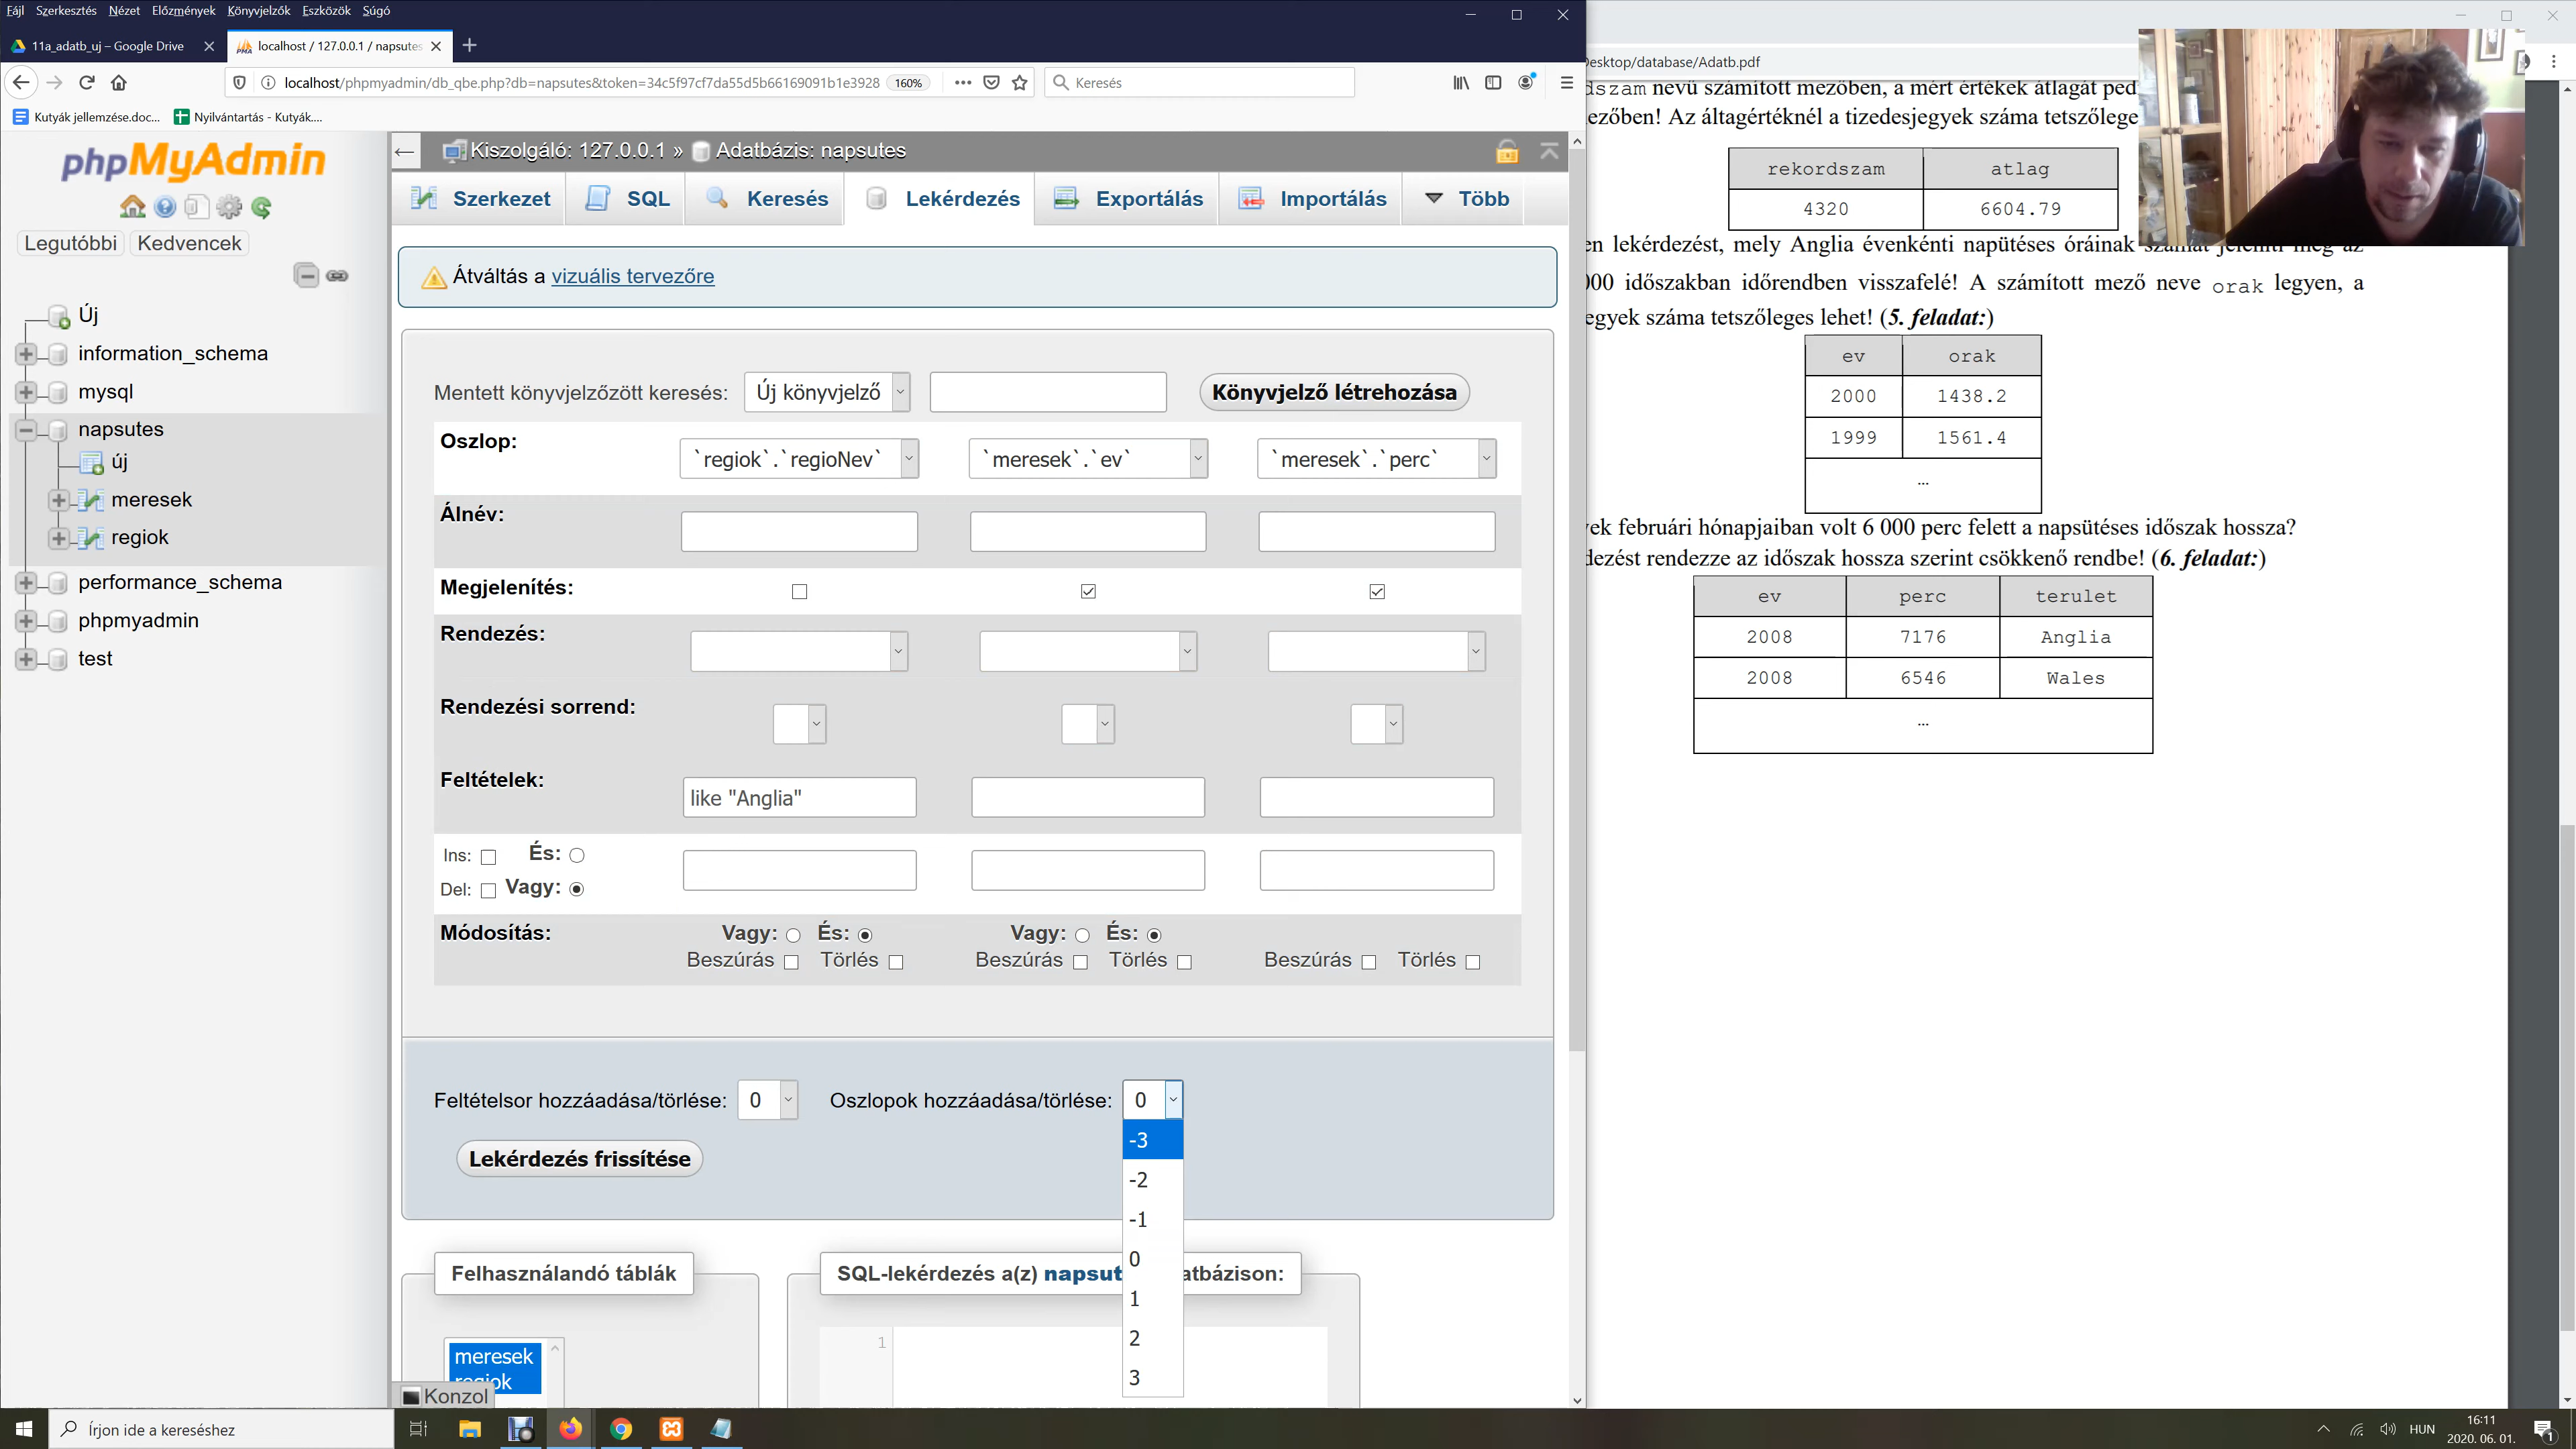 Fájl Szerkesztés Nézet Előzmények Könyvjelzők Eszközök Súgó
11a_adatb_uj – Google Drive
localhost / 127.0.0.1 / napsutes
localhost/phpmyadmin/db_qbe.php?db=napsutes&token=34c5f97cf7da55d5b66169091b1e3928
160%
Keresés
Kutyák jellemzése.doc...
Nyilvántartás - Kutyák....
phpMyAdmin
Legutóbbi
Kedvencek
Új
information_schema
mysql
napsutes
új
meresek
regiok
performance_schema
phpmyadmin
test
Kiszolgáló: 127.0.0.1 » Adatbázis: napsutes
Szerkezet
SQL
Keresés
Lekérdezés
Exportálás
Importálás
Több
Átváltás a vizuális tervezőre
Mentett könyvjelzőzött keresés:
Új könyvjelző
Könyvjelző létrehozása
Oszlop:
`regiok`.`regioNev`
`meresek`.`ev`
`meresek`.`perc`
Álnév:
Megjelenítés:
Rendezés:
Rendezési sorrend:
Feltételek:
like "Anglia"
Ins:
És:
Del:
Vagy:
Módosítás:
Vagy: És:
Vagy: És:
Beszúrás Törlés
Beszúrás Törlés
Beszúrás Törlés
Feltételsor hozzáadása/törlése: 0
Oszlopok hozzáadása/törlése: 0
-3
-2
-1
0
1
2
3
Lekérdezés frissítése
Felhasználandó táblák
meresek
regiok
SQL-lekérdezés a(z) napsut
atbázison:
1
Konzol
esktop/database/Adatb.pdf
nevű számított mezőben, a mért értékek átlagát ped
ezőben! Az áltagértéknél a tizedesjegyek száma tetszőlege
rekordszam atlag
4320 6604.79
en lekérdezést, mely Anglia évenkénti napütéses óráinak számát jeleníti meg az
000 időszakban időrendben visszafelé! A számított mező neve orak legyen, a
egyek száma tetszőleges lehet! (5. feladat:)
ev orak
2000 1438.2
1999 1561.4
...
vek februári hónapjaiban volt 6 000 perc felett a napsütéses időszak hossza?
dezést rendezze az időszak hossza szerint csökkenő rendbe! (6. feladat:)
ev perc terulet
2008 7176 Anglia
2008 6546 Wales
...
Írjon ide a kereséshez
HUN
16:11
2020. 06. 01.
1